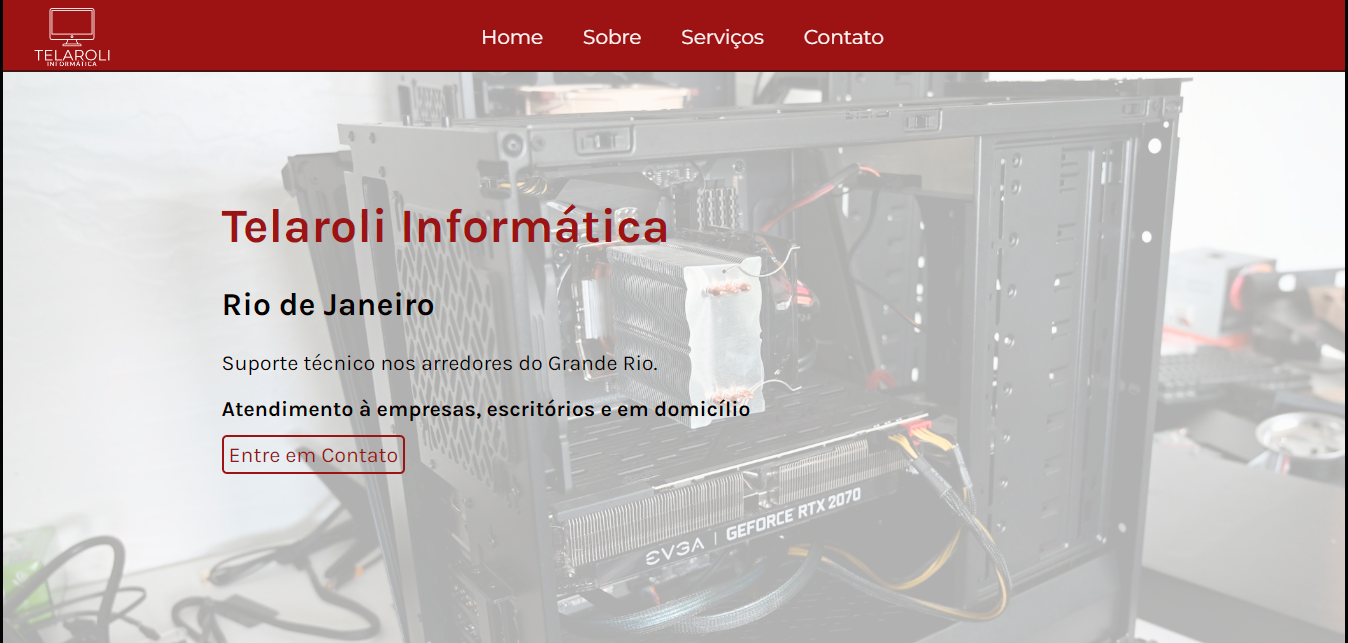 TELAROLI
INFORMÁTICA
Home
Sobre
Serviços
Contato
Telaroli Informática
Rio de Janeiro
Suporte técnico nos arredores do Grande Rio.
Atendimento à empresas, escritórios e em domicílio
Entre em Contato
EVGA | GEFORCE RTX 2070